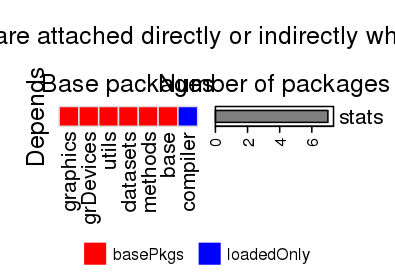 are attached directly or indirectly wh
Base packages
Number of packages
Depends
stats
0 2 4 6
graphics
grDevices
utils
datasets
methods
base
compiler
basePkgs
loadedOnly